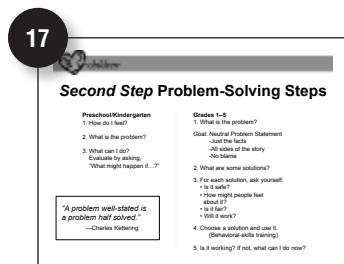 17
Second Step Problem-Solving Steps
Preschool/Kindergarten
1. How do I feel?
2. What is the problem?
3. What can I do?
Evaluate by asking,
"What might happen if...?"
"A problem well-stated is
a problem half solved."
—Charles Kettering
Grades 1–5
1. What is the problem?
Goal: Neutral Problem Statement
-Just the facts
-All sides of the story
-No blame
2. What are some solutions?
3. For each solution, ask yourself:
• Is it safe?
• How might people feel
about it?
• Is it fair?
• Will it work?
4. Choose a solution and use it.
(Behavioral-skills training)
5. Is it working? If not, what can I do now?